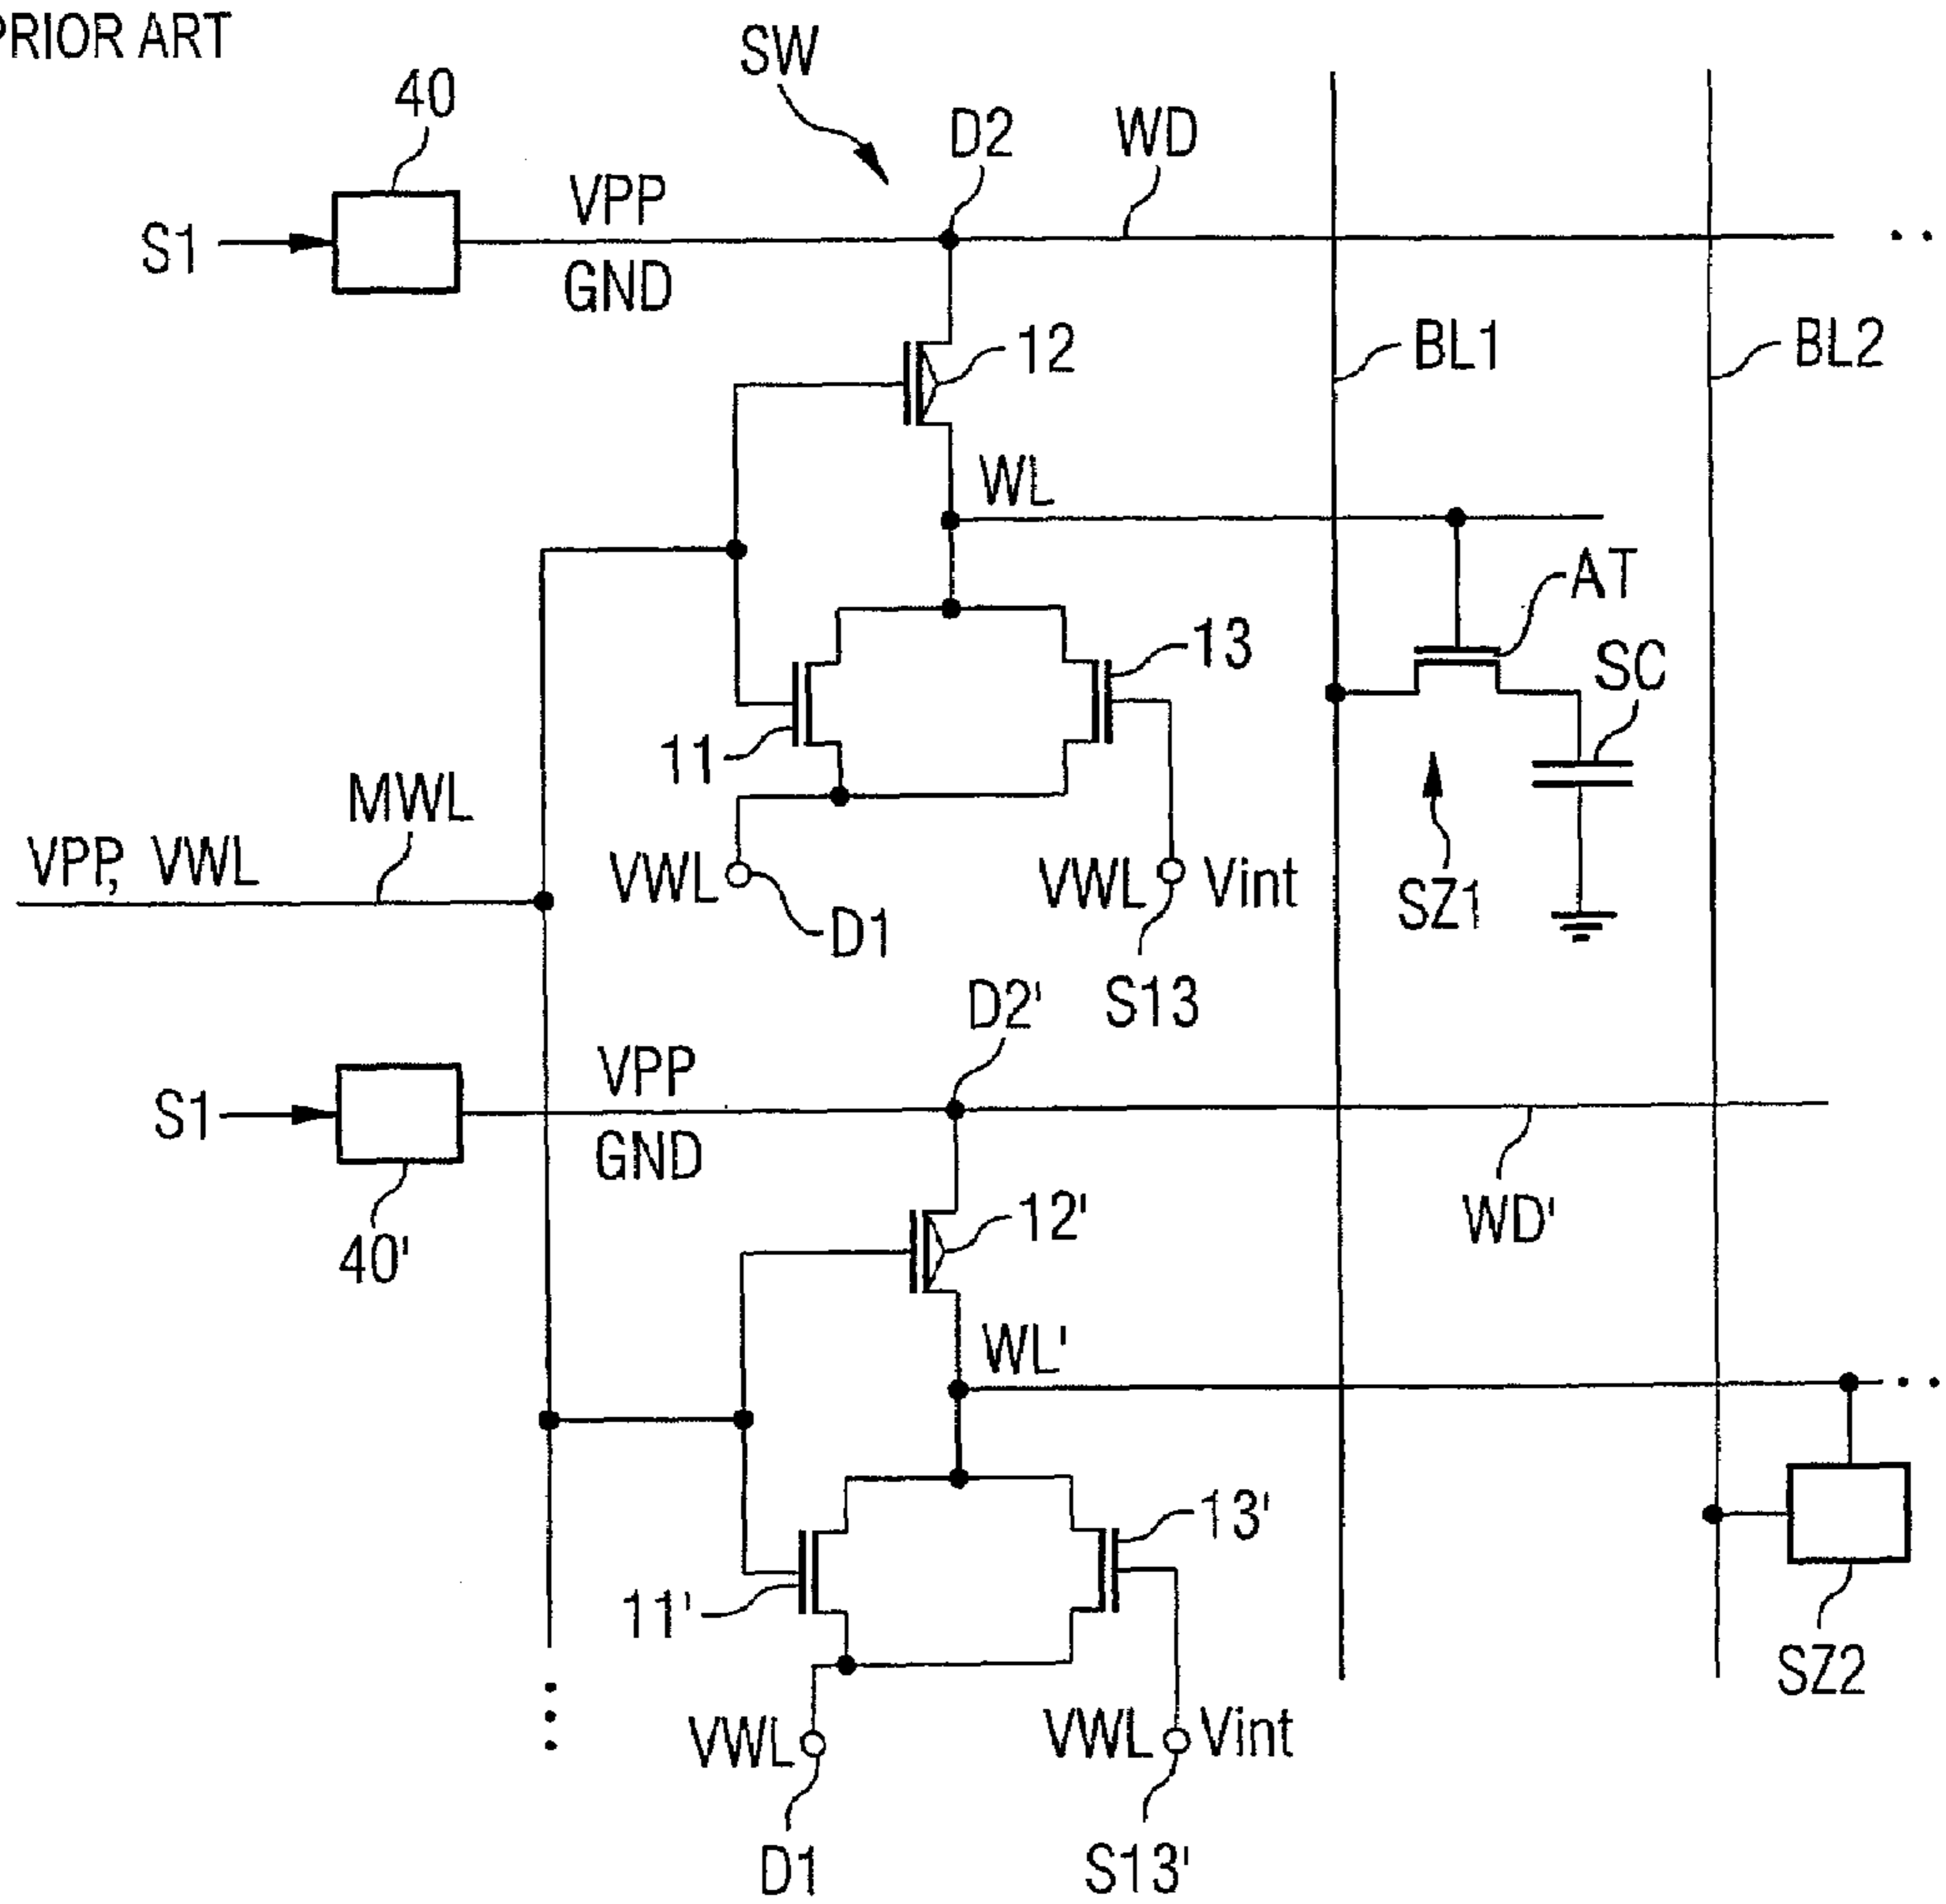 PRIOR ART
SW
40
D2
WD
VPP
S1
GND
12
BL1
BL2
WL
AT
13
SC
11
MWL
VPP, VWL
VWL
VWL Vint
D1
SZ1
S13
D2'
VPP
S1
GND
12'
WD'
40'
WL'
13'
11'
SZ2
VWL
VWL Vint
D1
S13'